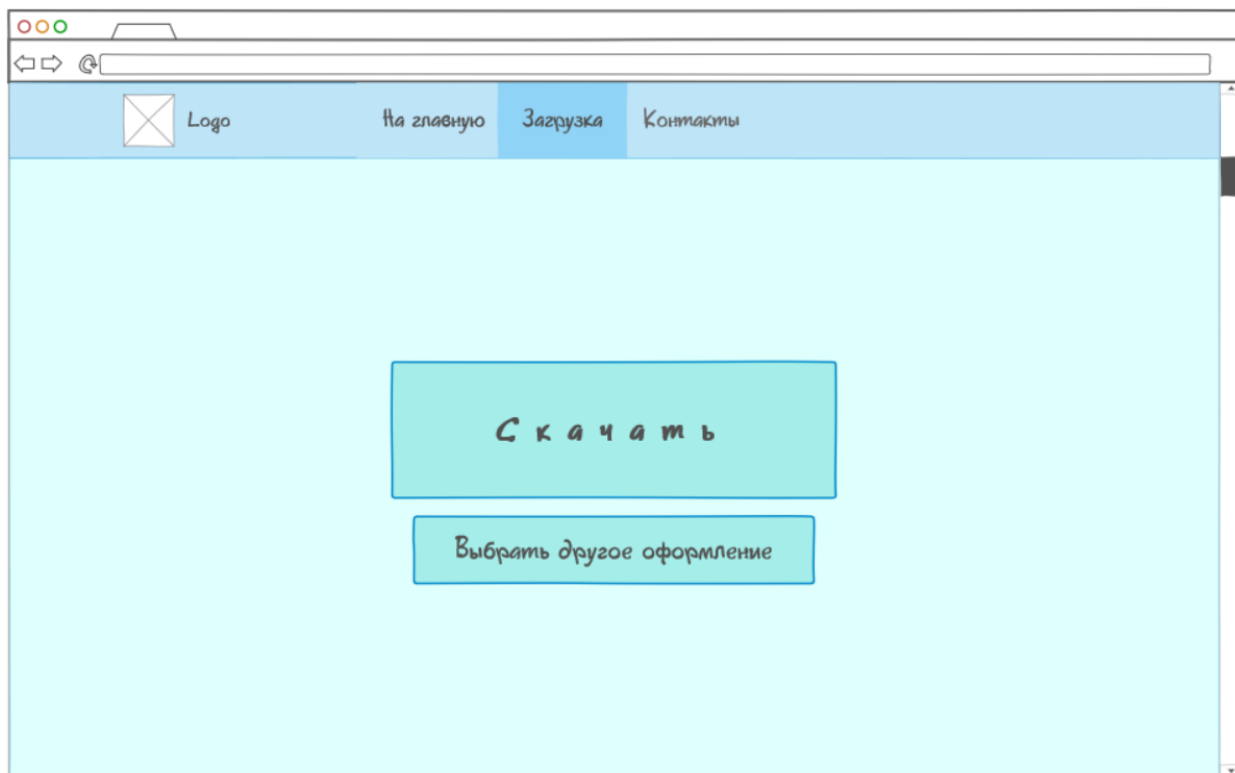 Logo На главную Загрузка Контакты
Скачать
Выбрать другое оформление